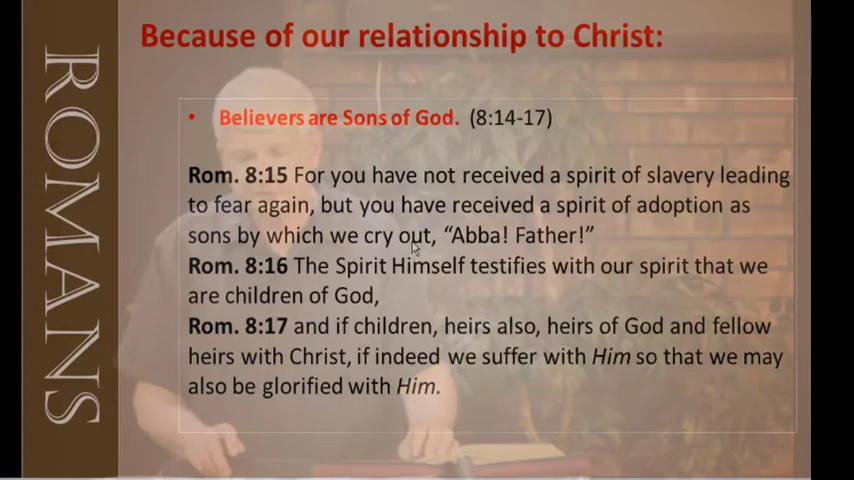 ROMANS
Because of our relationship to Christ:
• Believers are Sons of God. (8:14-17)
Rom. 8:15 For you have not received a spirit of slavery leading
to fear again, but you have received a spirit of adoption as
sons by which we cry out, “Abba! Father!”
Rom. 8:16 The Spirit Himself testifies with our spirit that we
are children of God,
Rom. 8:17 and if children, heirs also, heirs of God and fellow
heirs with Christ, if indeed we suffer with Him so that we may
also be glorified with Him.